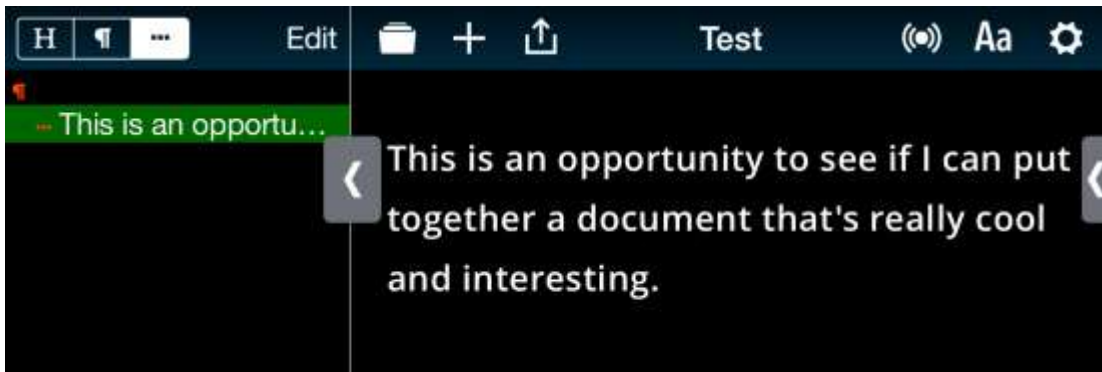 H ¶ ••• Edit Test Aa
¶
••• This is an opportu...
This is an opportunity to see if I can put
together a document that's really cool
and interesting.